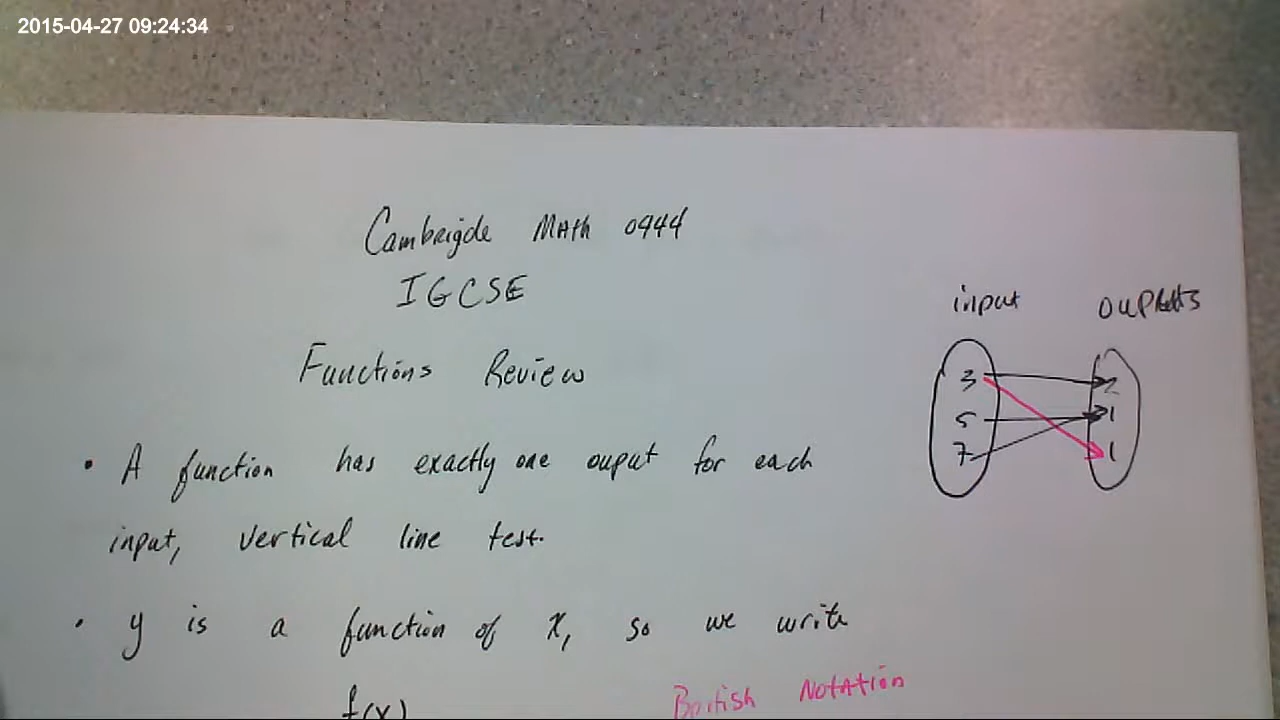 2015-04-27 09:24:34
Cambrigde Math 0444
IGCSE
Functions Review
• A function has exactly one ouput for each
input, vertical line test.
• y is a function of x, so we write
f(x)
British Notation
input
3
5
7
2
1
1